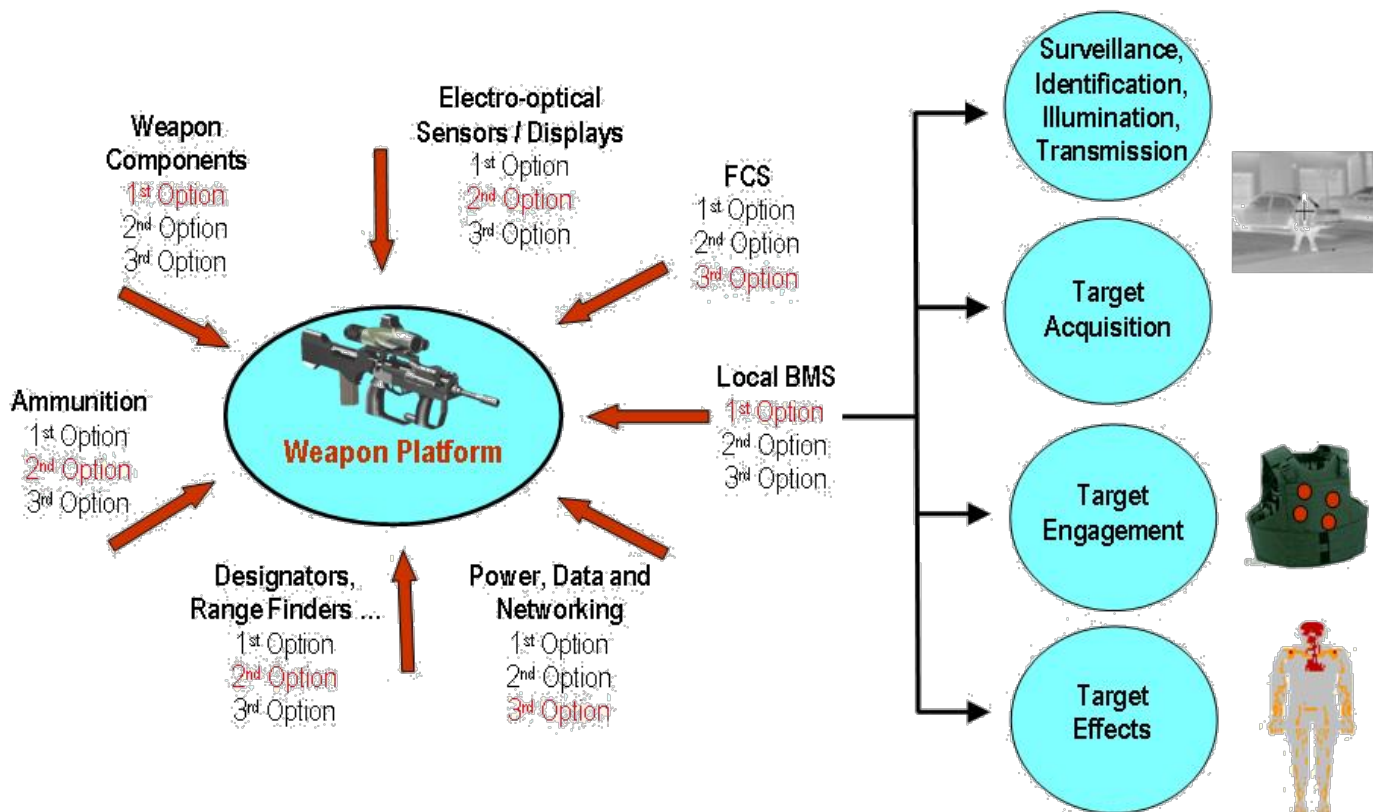 Weapon
Components
1st Option
2nd Option
3rd Option
Electro-optical
Sensors / Displays
1st Option
2nd Option
3rd Option
FCS
1st Option
2nd Option
3rd Option
Ammunition
1st Option
2nd Option
3rd Option
Weapon Platform
Local BMS
1st Option
2nd Option
3rd Option
Designators,
Range Finders ...
1st Option
2nd Option
3rd Option
Power, Data and
Networking
1st Option
2nd Option
3rd Option
Surveillance,
Identification,
Illumination,
Transmission
Target
Acquisition
Target
Engagement
Target
Effects